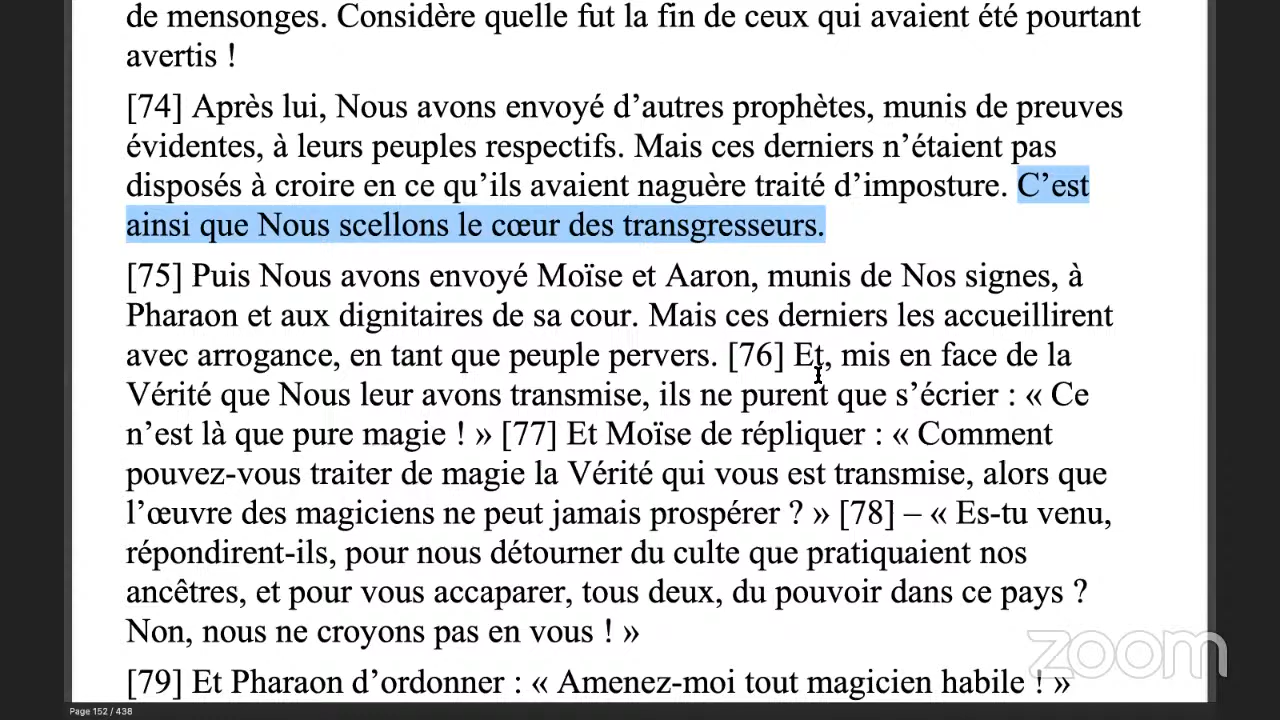 de mensonges. Considère quelle fut la fin de ceux qui avaient été pourtant
avertis !
[74] Après lui, Nous avons envoyé d’autres prophètes, munis de preuves
évidentes, à leurs peuples respectifs. Mais ces derniers n’étaient pas
disposés à croire en ce qu’ils avaient naguère traité d’imposture. C’est
ainsi que Nous scellons le cœur des transgresseurs.
[75] Puis Nous avons envoyé Moïse et Aaron, munis de Nos signes, à
Pharaon et aux dignitaires de sa cour. Mais ces derniers les accueillirent
avec arrogance, en tant que peuple pervers. [76] Et, mis en face de la
Vérité que Nous leur avons transmise, ils ne purent que s’écrier : « Ce
n’est là que pure magie ! » [77] Et Moïse de répliquer : « Comment
pouvez-vous traiter de magie la Vérité qui vous est transmise, alors que
l’œuvre des magiciens ne peut jamais prospérer ? » [78] – « Es-tu venu,
répondirent-ils, pour nous détourner du culte que pratiquaient nos
ancêtres, et pour vous accaparer, tous deux, du pouvoir dans ce pays ?
Non, nous ne croyons pas en vous ! »
[79] Et Pharaon d’ordonner : « Amenez-moi tout magicien habile ! »
zoom
Page 152 / 438